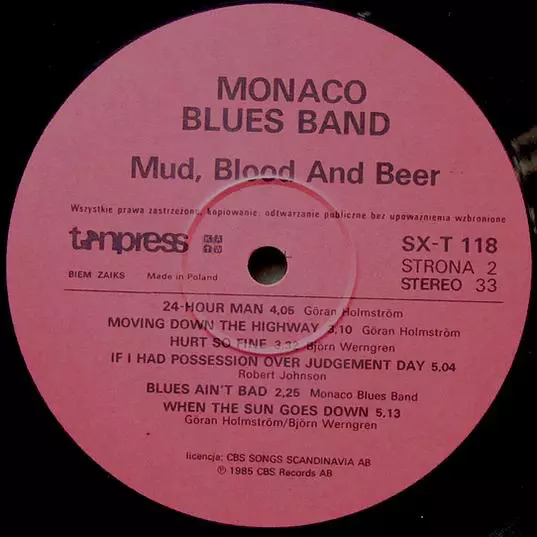 MONACO
BLUES BAND
Mud, Blood And Beer
Wszystkie prawa zastrzeżone, kopiowanie, odtwarzanie publiczne bez upoważnienia wzbronione
tonpress KAW
SX-T 118
BIEM ZAIKS Made in Poland
STRONA 2
STEREO 33
24-HOUR MAN 4,05 Göran Holmström
MOVING DOWN THE HIGHWAY 3,10 Göran Holmström
HURT SO FINE 3,32 Björn Werngren
IF I HAD POSSESSION OVER JUDGEMENT DAY 5.04
Robert Johnson
BLUES AIN'T BAD 2,25 Monaco Blues Band
WHEN THE SUN GOES DOWN 5,13
Göran Holmström/Björn Werngren
licencja: CBS SONGS SCANDINAVIA AB
℗ 1985 CBS Records AB